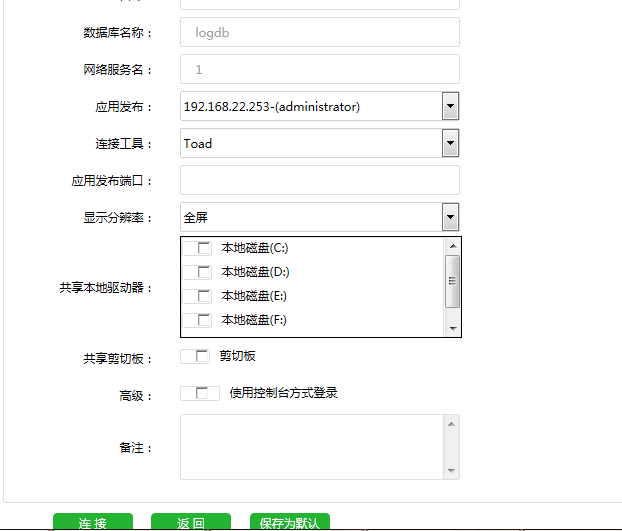 数据库名称： logdb
网络服务名： 1
应用发布： 192.168.22.253-(administrator)
连接工具： Toad
应用发布端口：
显示分辨率： 全屏
共享本地驱动器： 本地磁盘(C:)
本地磁盘(D:)
本地磁盘(E:)
本地磁盘(F:)
共享剪切板： 剪切板
高级： 使用控制台方式登录
备注：
连 接 返 回 保存为默认